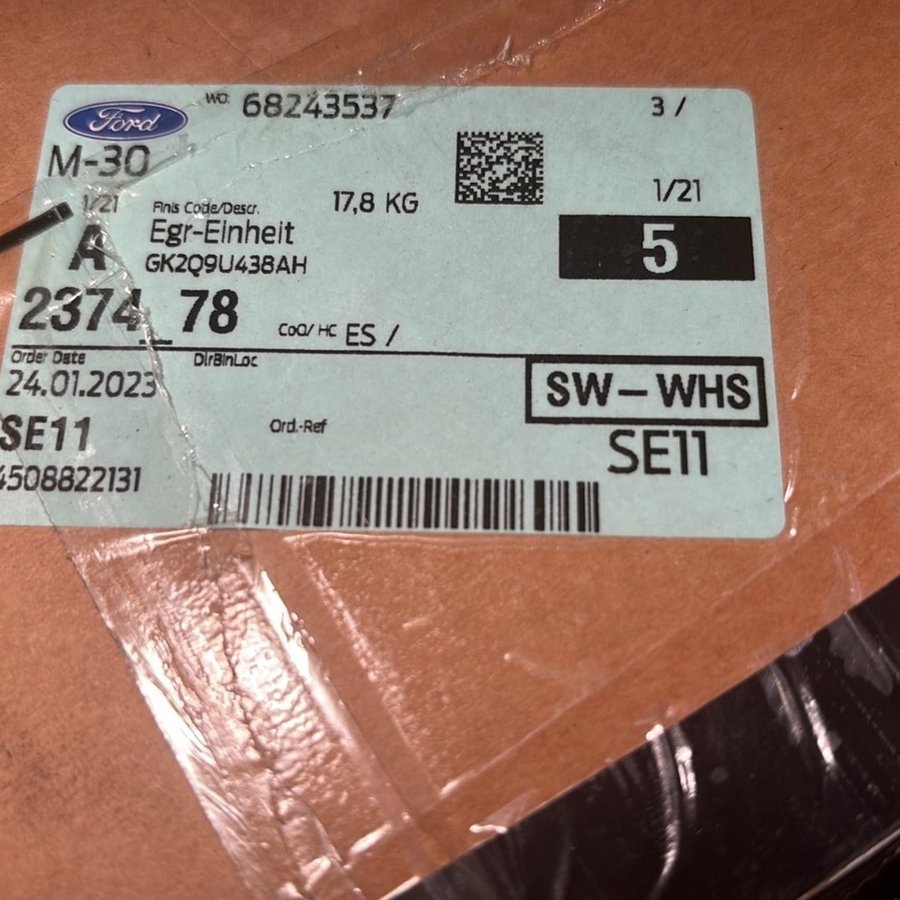 Ford
WO: 68243537
3 /
M-30
1/21
Finis Code/Descr.
17,8 KG
1/21
A
Egr-Einheit
5
GK2Q9U438AH
2374_78
CoO/ HC ES /
Order Date
DlrBinLoc
24.01.2023
SW-WHS
SE11
Ord.-Ref
SE11
4508822131